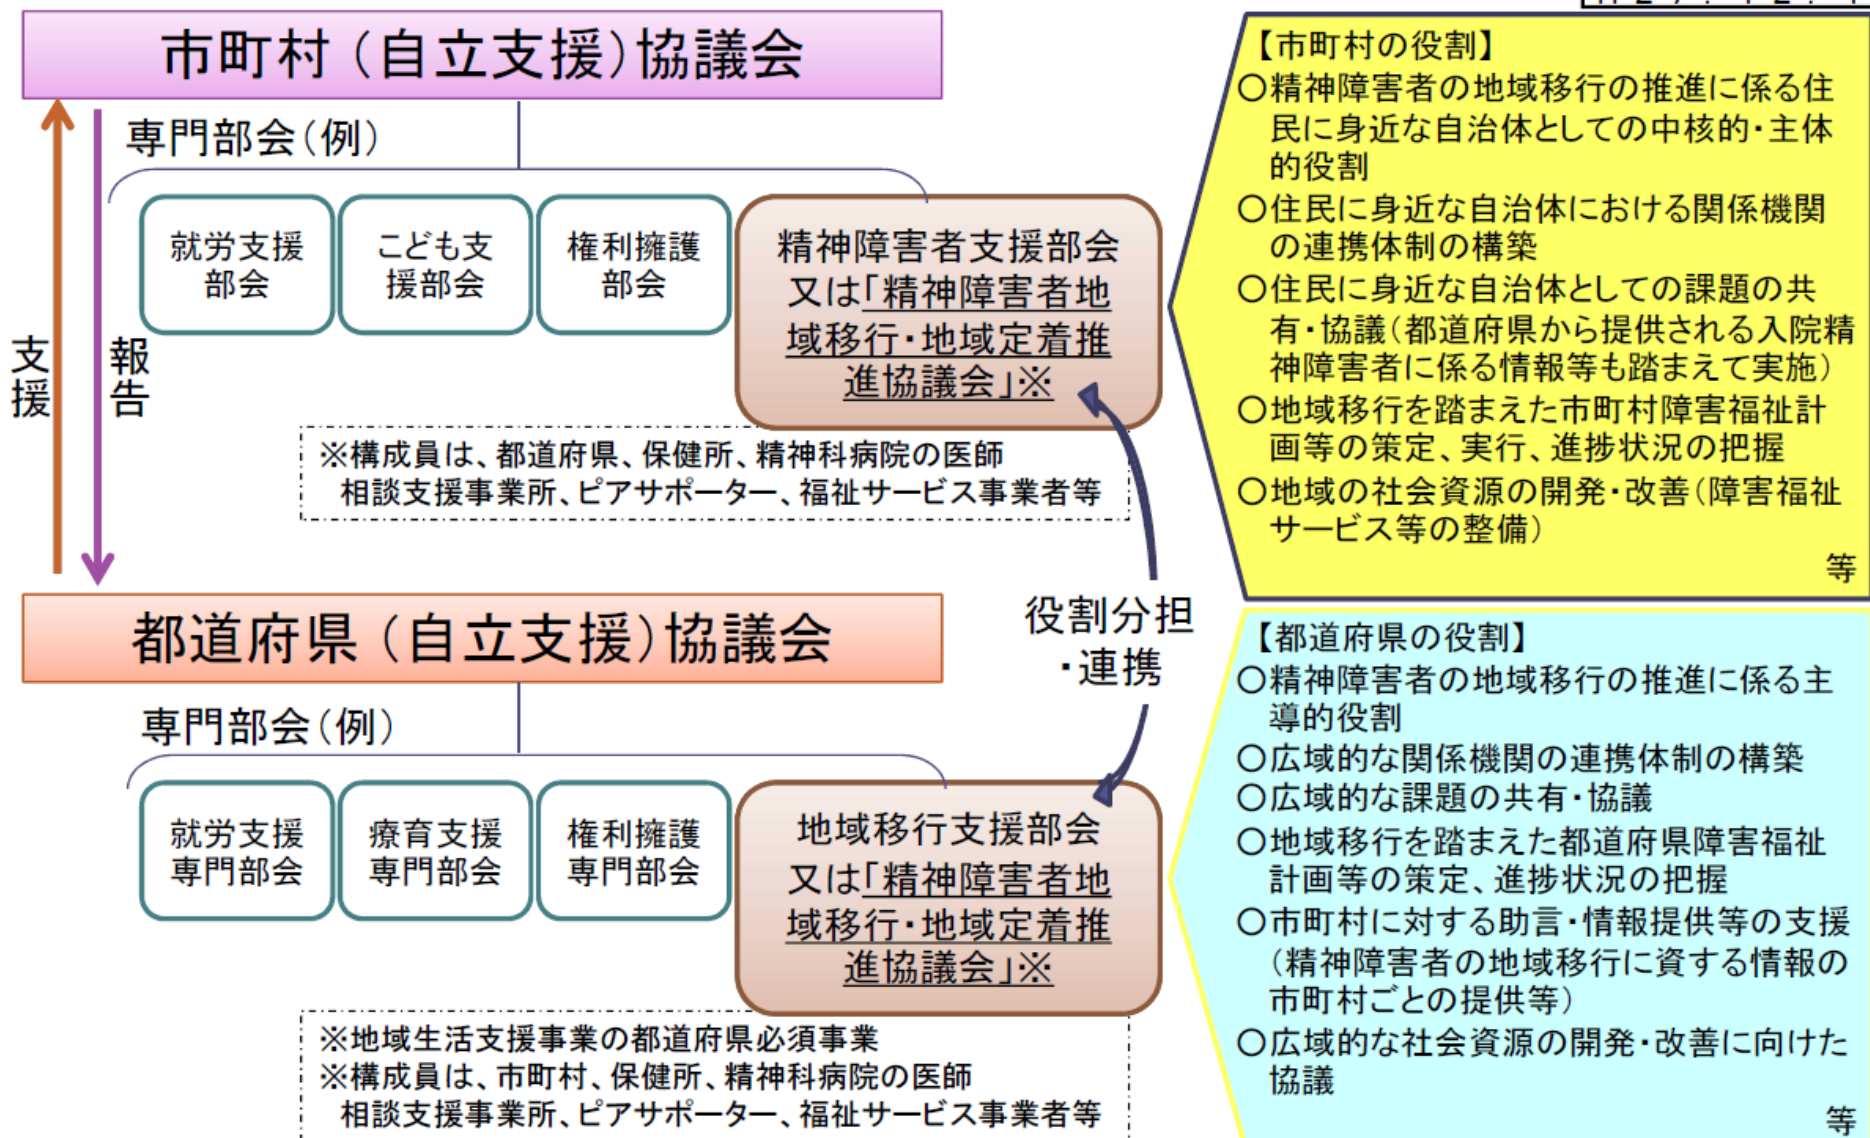 市町村（自立支援）協議会
専門部会（例）
就労支援
部会
こども支
援部会
権利擁護
部会
精神障害者支援部会
又は「精神障害者地
域移行・地域定着推
進協議会」※
支援
報告
※構成員は、都道府県、保健所、精神科病院の医師
相談支援事業所、ピアサポーター、福祉サービス事業者等
役割分担
・連携
都道府県（自立支援）協議会
専門部会（例）
就労支援
専門部会
療育支援
専門部会
権利擁護
専門部会
地域移行支援部会
又は「精神障害者地
域移行・地域定着推
進協議会」※
※地域生活支援事業の都道府県必須事業
※構成員は、市町村、保健所、精神科病院の医師
相談支援事業所、ピアサポーター、福祉サービス事業者等
【市町村の役割】
〇精神障害者の地域移行の推進に係る住
民に身近な自治体としての中核的・主体
的役割
〇住民に身近な自治体における関係機関
の連携体制の構築
〇住民に身近な自治体としての課題の共
有・協議（都道府県から提供される入院精
神障害者に係る情報等も踏まえて実施）
〇地域移行を踏まえた市町村障害福祉計
画等の策定、実行、進捗状況の把握
〇地域の社会資源の開発・改善（障害福祉
サービス等の整備）
等
【都道府県の役割】
〇精神障害者の地域移行の推進に係る主
導的役割
〇広域的な関係機関の連携体制の構築
〇広域的な課題の共有・協議
〇地域移行を踏まえた都道府県障害福祉
計画等の策定、進捗状況の把握
〇市町村に対する助言・情報提供等の支援
（精神障害者の地域移行に資する情報の
市町村ごとの提供等）
〇広域的な社会資源の開発・改善に向けた
協議
等